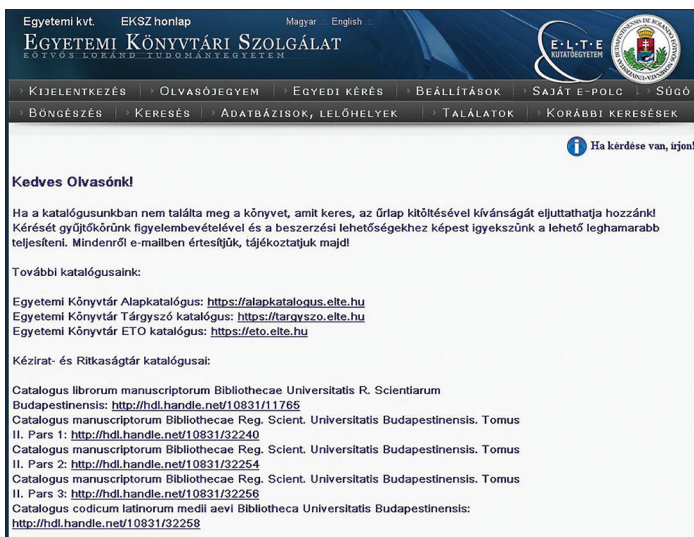 Egyetemi kvt. EKSZ honlap Magyar ::. English .::
EGYETEMI KÖNYVTÁRI SZOLGÁLAT
EÖTVÖS LORÁND TUDOMÁNYEGYETEM
E·L·T·E
KUTATÓEGYETEM
› KIJELENTKEZÉS › OLVASÓJEGYEM › EGYEDI KÉRÉS › BEÁLLÍTÁSOK › SAJÁT E-POLC › SÚGÓ
› BÖNGÉSZÉS › KERESÉS › ADATBÁZISOK, LELŐHELYEK › TALÁLATOK › KORÁBBI KERESÉSEK
i Ha kérdése van, írjon!
Kedves Olvasónk!
Ha a katalógusunkban nem találta meg a könyvet, amit keres, az űrlap kitöltésével kívánságát eljuttathatja hozzánk!
Kérését gyűjtőkörünk figyelembevételével és a beszerzési lehetőségekhez képest igyekszünk a lehető leghamarabb
teljesíteni. Mindenről e-mailben értesítjük, tájékoztatjuk majd!
További katalógusaink:
Egyetemi Könyvtár Alapkatalógus: https://alapkatalogus.elte.hu
Egyetemi Könyvtár Tárgyszó katalógus: https://targyszo.elte.hu
Egyetemi Könyvtár ETO katalógus: https://eto.elte.hu
Kézirat- és Ritkaságtár katalógusai:
Catalogus librorum manuscriptorum Bibliothecae Universitatis R. Scientiarum
Budapestinensis: http://hdl.handle.net/10831/11765
Catalogus manuscriptorum Bibliothecae Reg. Scient. Universitatis Budapestinensis. Tomus
II. Pars 1: http://hdl.handle.net/10831/32240
Catalogus manuscriptorum Bibliothecae Reg. Scient. Universitatis Budapestinensis. Tomus
II. Pars 2: http://hdl.handle.net/10831/32254
Catalogus manuscriptorum Bibliothecae Reg. Scient. Universitatis Budapestinensis. Tomus
II. Pars 3: http://hdl.handle.net/10831/32256
Catalogus codicum latinorum medii aevi Bibliotheca Universitatis Budapestinensis:
http://hdl.handle.net/10831/32258